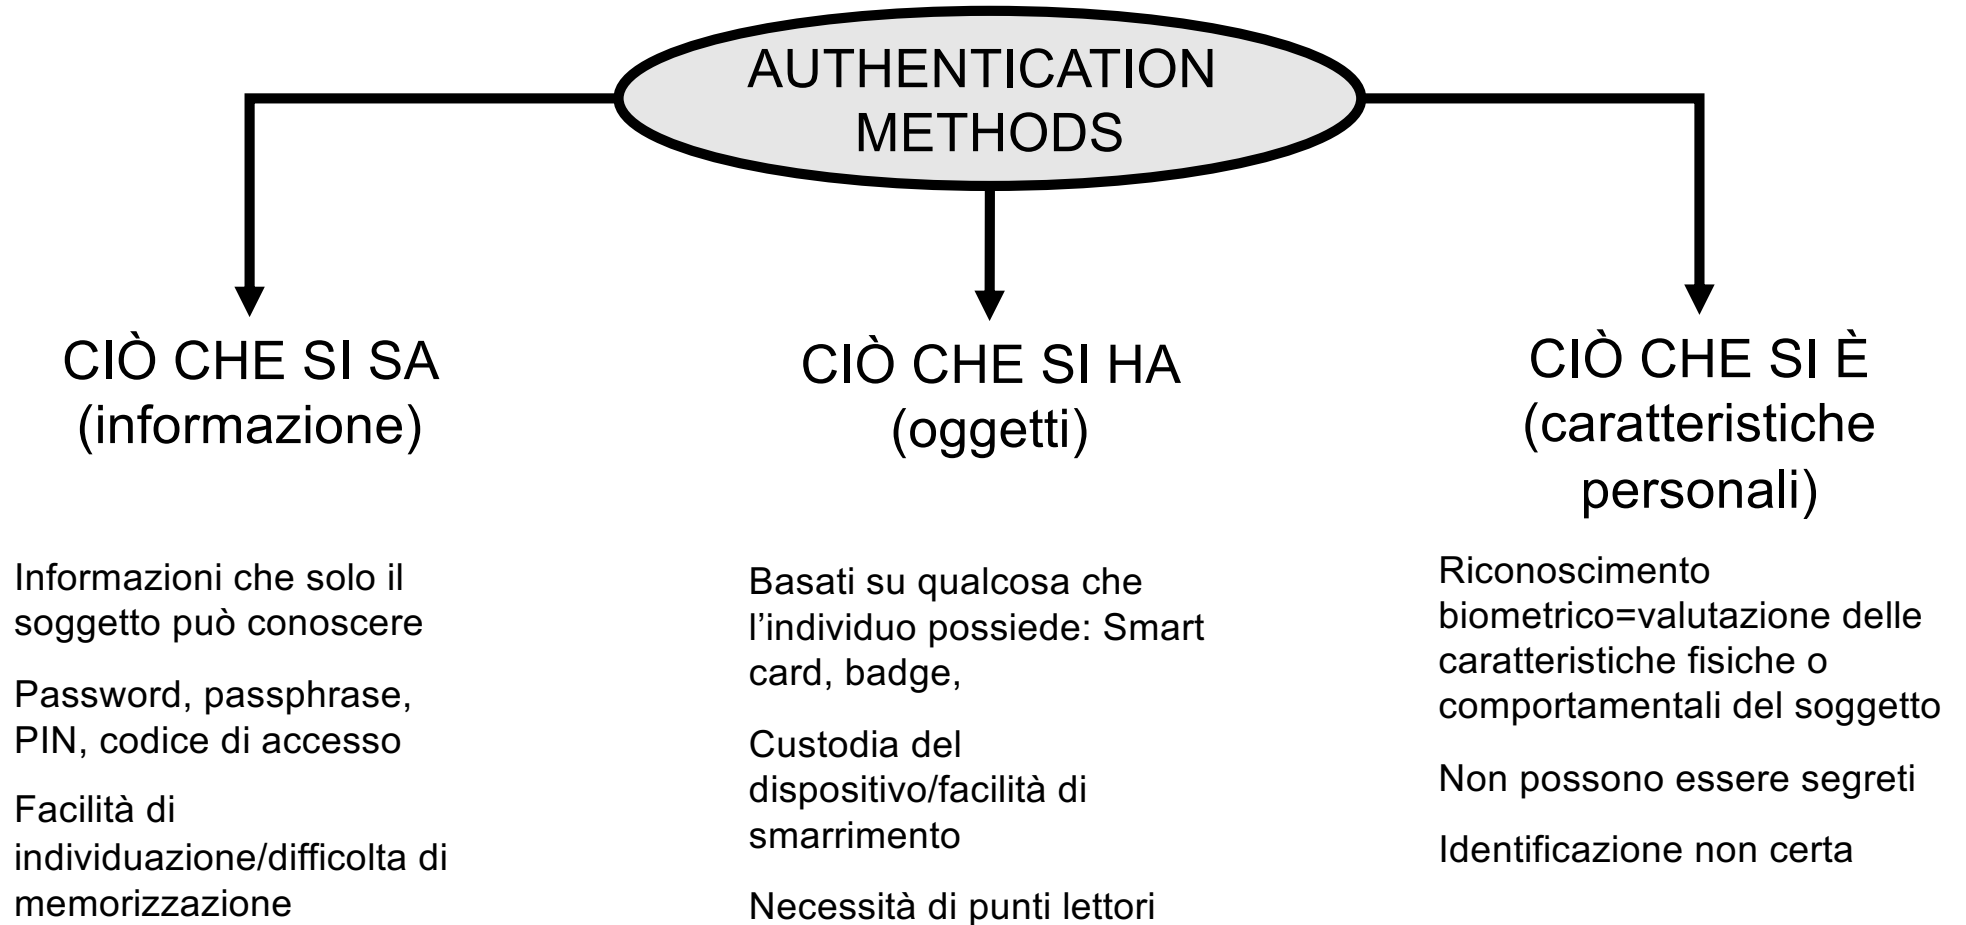 AUTHENTICATION
METHODS
CIÒ CHE SI SA
(informazione)
Informazioni che solo il
soggetto può conoscere
Password, passphrase,
PIN, codice di accesso
Facilità di
individuazione/difficolta di
memorizzazione
CIÒ CHE SI HA
(oggetti)
Basati su qualcosa che
l’individuo possiede: Smart
card, badge,
Custodia del
dispositivo/facilità di
smarrimento
Necessità di punti lettori
CIÒ CHE SI È
(caratteristiche
personali)
Riconoscimento
biometrico=valutazione delle
caratteristiche fisiche o
comportamentali del soggetto
Non possono essere segreti
Identificazione non certa